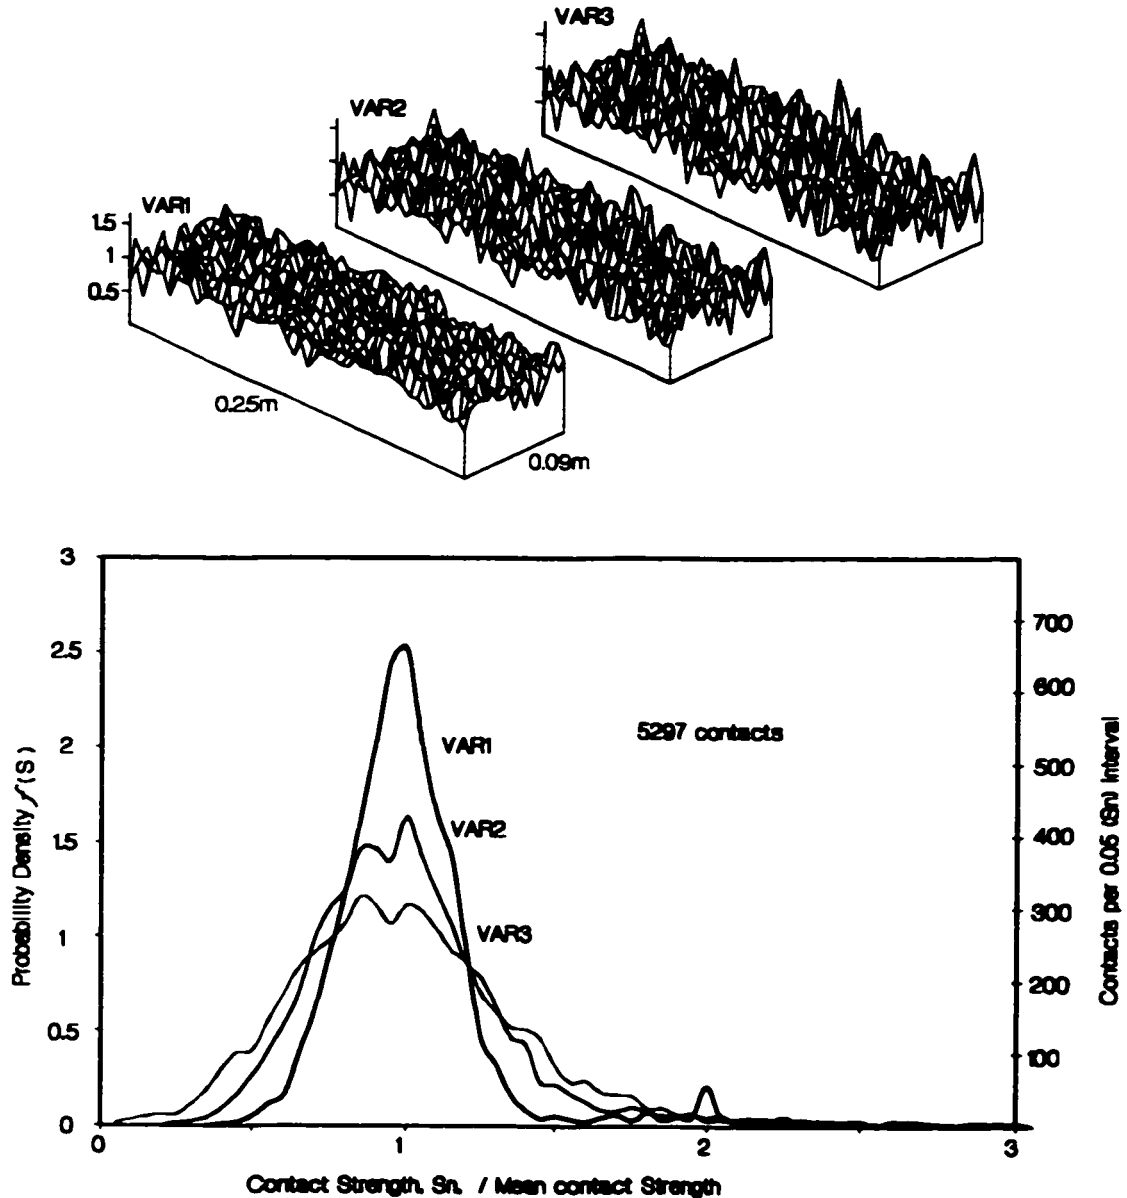 VAR3
VAR2
VAR1
1.5
1
0.5
0.25m
0.09m
3
2.5
2
1.5
1
0.5
0
Probability Density f(S)
700
600
500
400
300
200
100
Contacts per 0.05 (Sn) Interval
5297 contacts
VAR1
VAR2
VAR3
0
1
2
3
Contact Strength, Sn, / Mean contact Strength